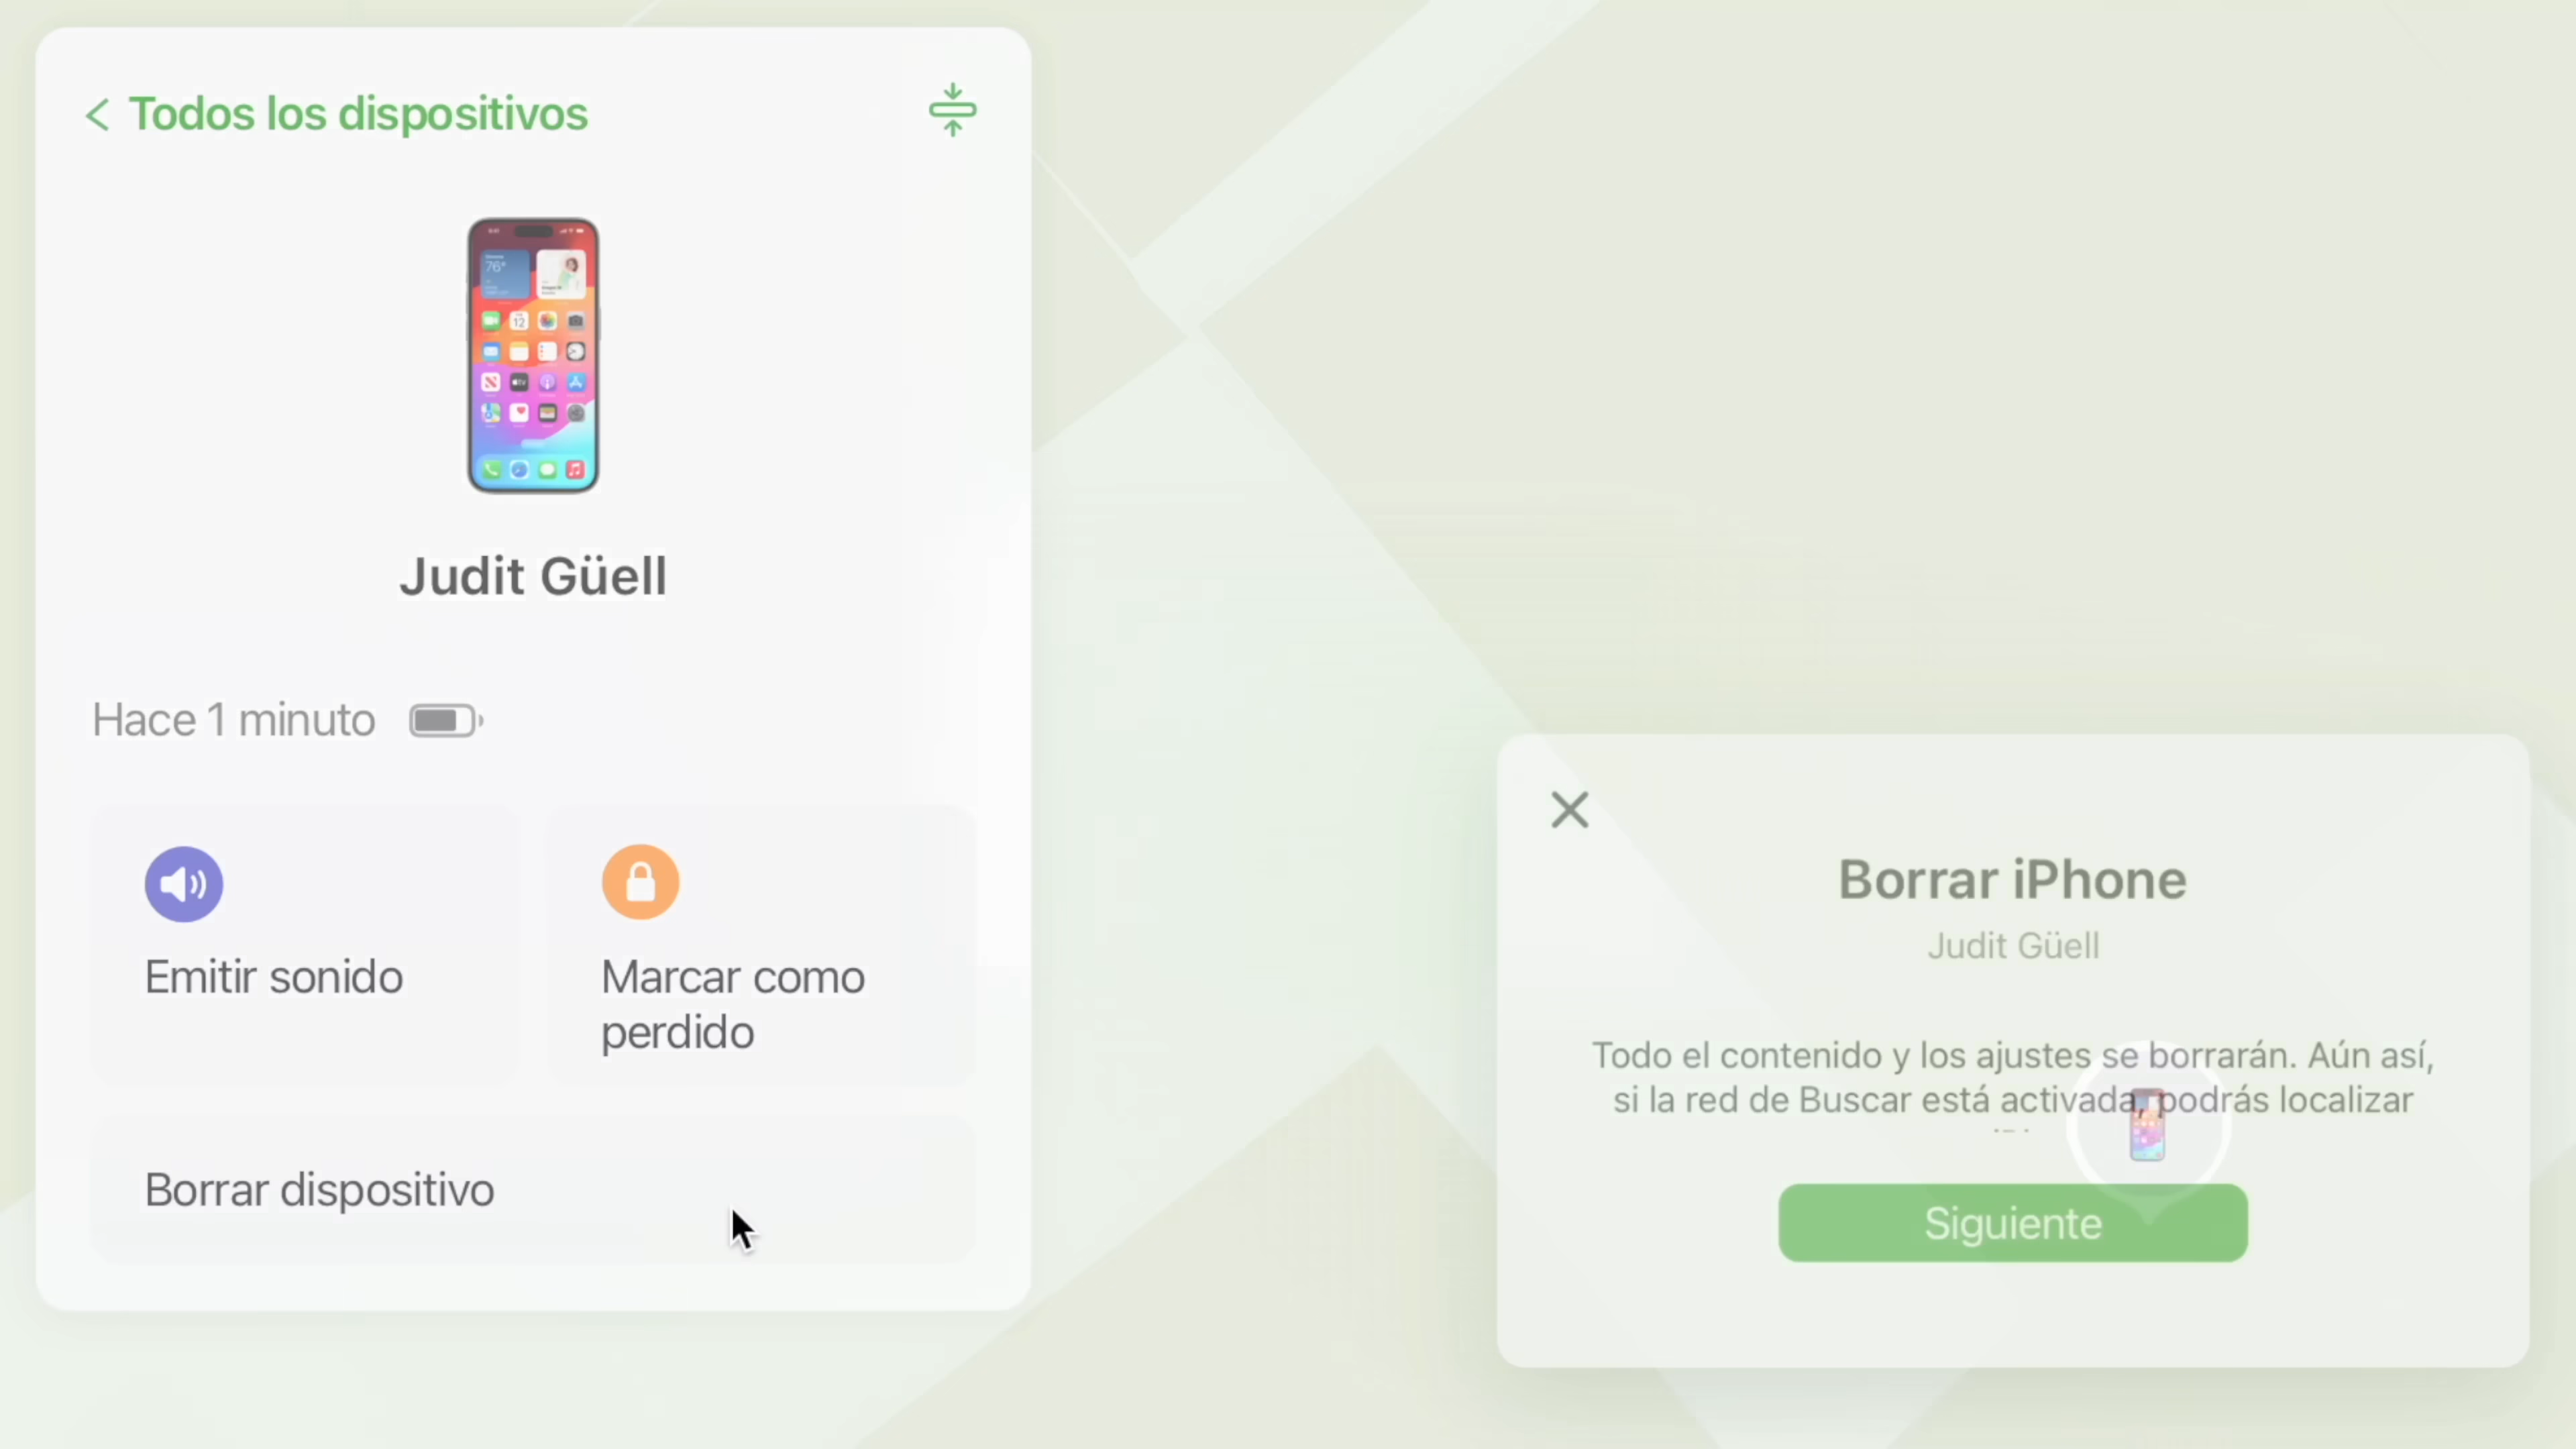 Todos los dispositivos
Judit Güell
Hace 1 minuto
Emitir sonido
Marcar como
perdido
Borrar dispositivo
Borrar iPhone
Judit Güell
Todo el contenido y los ajustes se borrarán. Aún así,
si la red de Buscar está activada, podrás localizar
Siguiente